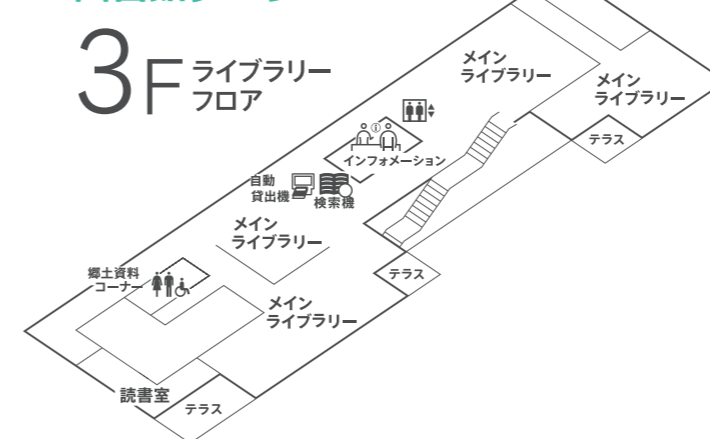 3F ライブラリー
フロア
メイン
ライブラリー
メイン
ライブラリー
テラス
インフォメーション
自動
貸出機
検索機
メイン
ライブラリー
テラス
郷土資料
コーナー
メイン
ライブラリー
読書室
テラス